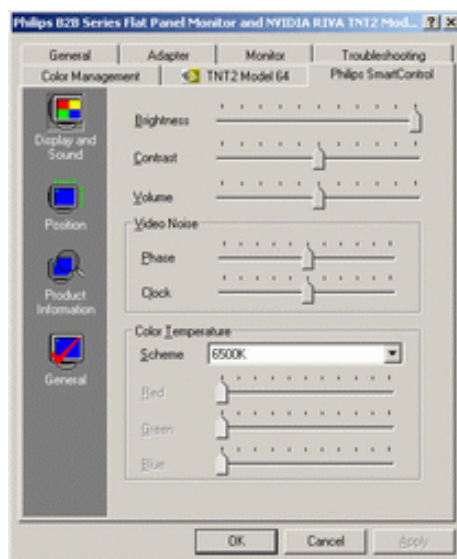 Philips B2B Series Flat Panel Monitor and NVIDIA RIVA TNT2 Mod...
General Adapter Monitor Troubleshooting
Color Management TNT2 Model 64 Philips SmartControl
Display and
Sound
Position
Product
Information
General
Brightness
Contrast
Volume
Video Noise
Phase
Clock
Color Temperature
Scheme 6500K
Red
Green
Blue
OK Cancel Apply